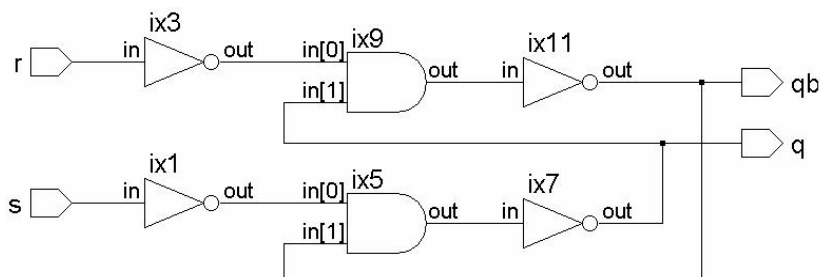 ix3
ix9
ix11
r
in
out
in[0]
in[1]
out
in
out
qb
q
ix1
ix5
ix7
s
in
out
in[0]
in[1]
out
in
out